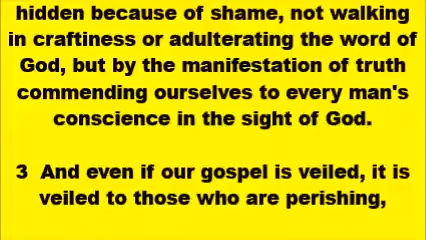 hidden because of shame, not walking
in craftiness or adulterating the word of
God, but by the manifestation of truth
commending ourselves to every man's
conscience in the sight of God.
3 And even if our gospel is veiled, it is
veiled to those who are perishing,